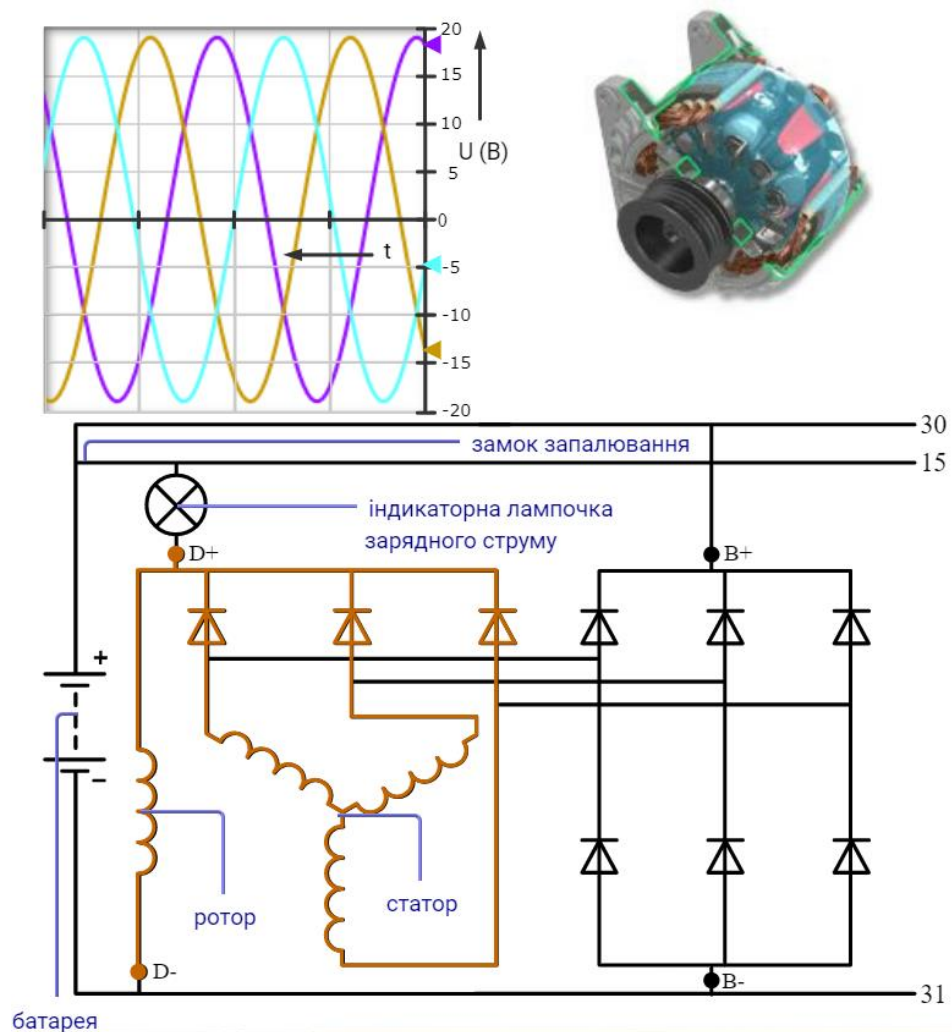 20
15
10
U (В)
5
0
t
-5
-10
-15
-20
30
замок запалювання
15
індикаторна лампочка
зарядного струму
D+
B+
+
−
ротор
статор
D-
B-
31
батарея